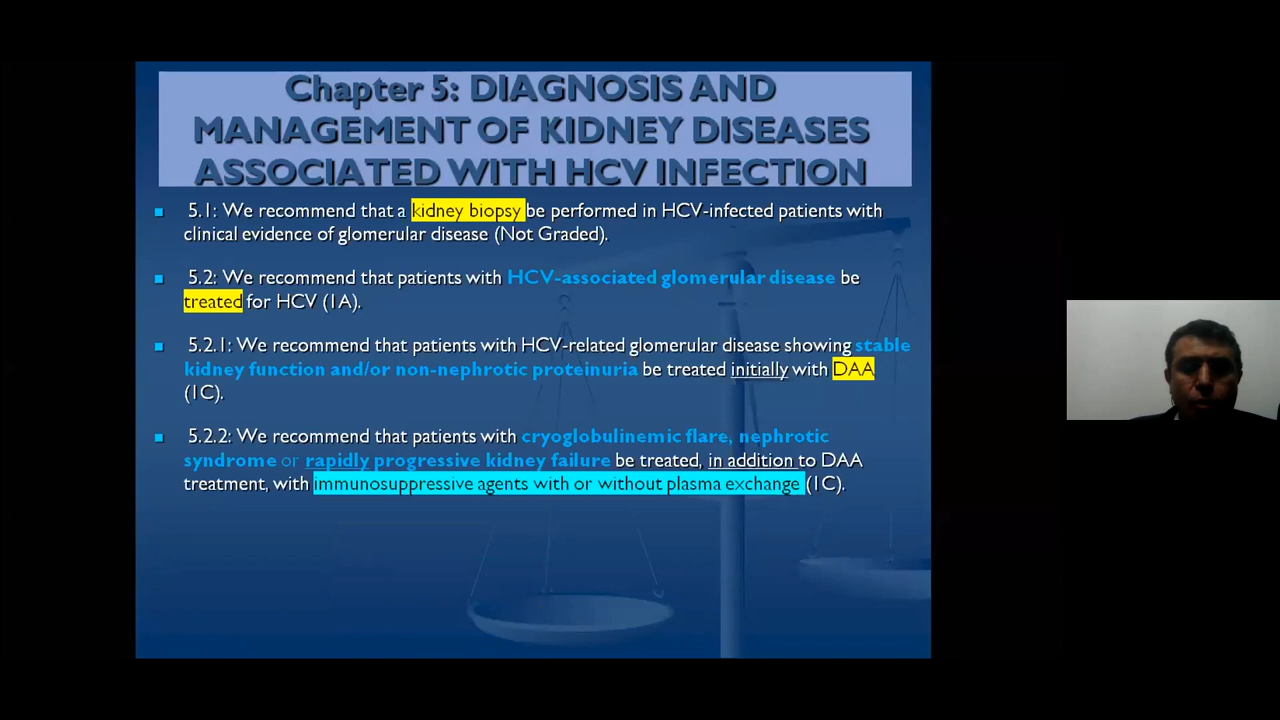 Chapter 5: DIAGNOSIS AND
MANAGEMENT OF KIDNEY DISEASES
ASSOCIATED WITH HCV INFECTION
5.1: We recommend that a kidney biopsy be performed in HCV-infected patients with
clinical evidence of glomerular disease (Not Graded).
5.2: We recommend that patients with HCV-associated glomerular disease be
treated for HCV (1A).
5.2.1: We recommend that patients with HCV-related glomerular disease showing stable
kidney function and/or non-nephrotic proteinuria be treated initially with DAA
(1C).
5.2.2: We recommend that patients with cryoglobulinemic flare, nephrotic
syndrome or rapidly progressive kidney failure be treated, in addition to DAA
treatment, with immunosuppressive agents with or without plasma exchange (1C).